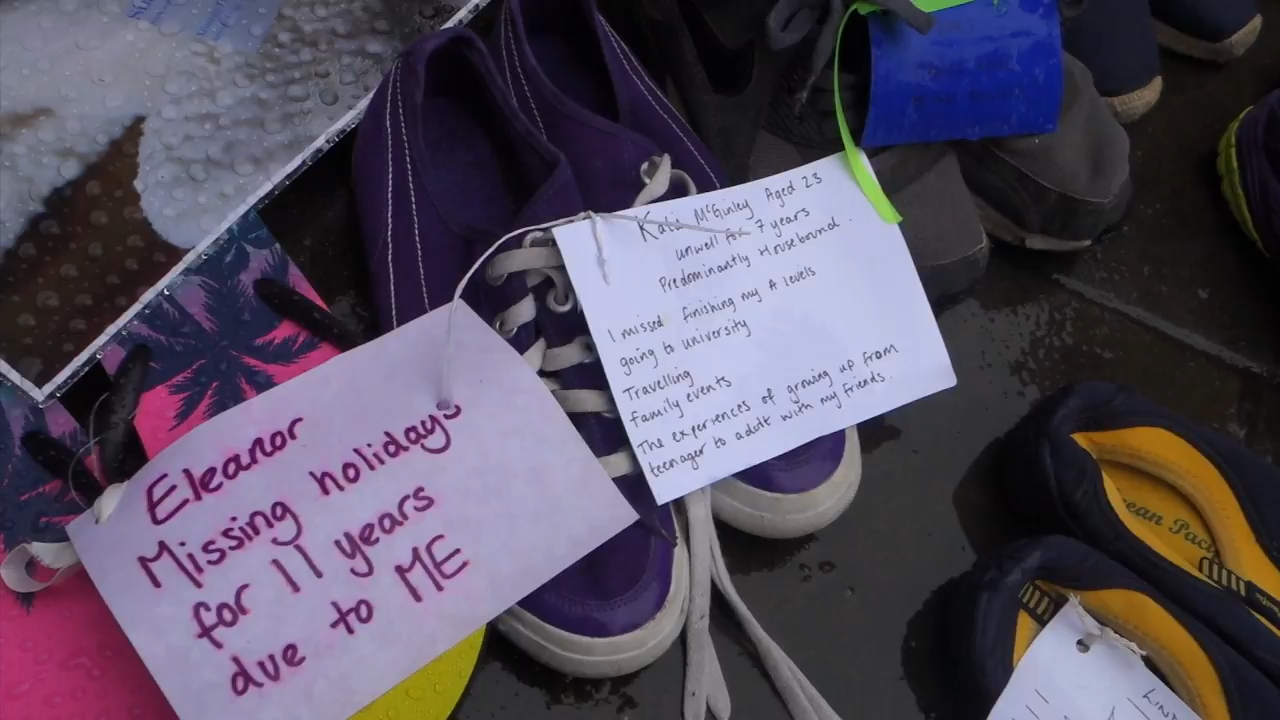 Katie McGinley Aged 23
unwell for 7 years
Predominantly Housebound.
I missed finishing my A levels
going to university
Travelling
family events
The experiences of growing up from
teenager to adult with my friends.
Eleanor
Missing holidays
for 11 years
due to ME